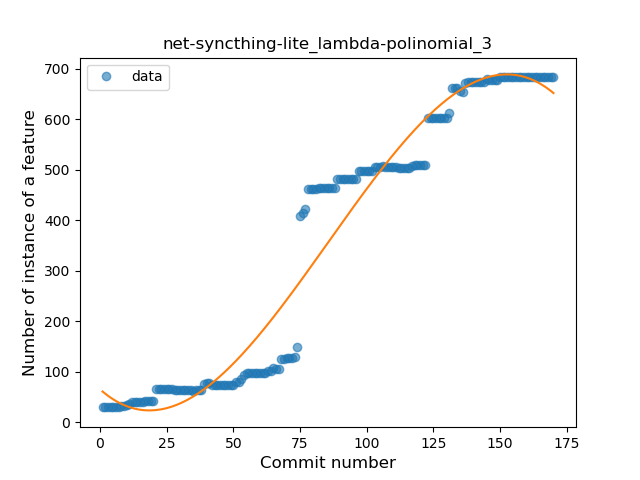 net-syncthing-lite_lambda-polinomial_3
data
Number of instance of a feature
700
600
500
400
300
200
100
0
0 25 50 75 100 125 150 175
Commit number